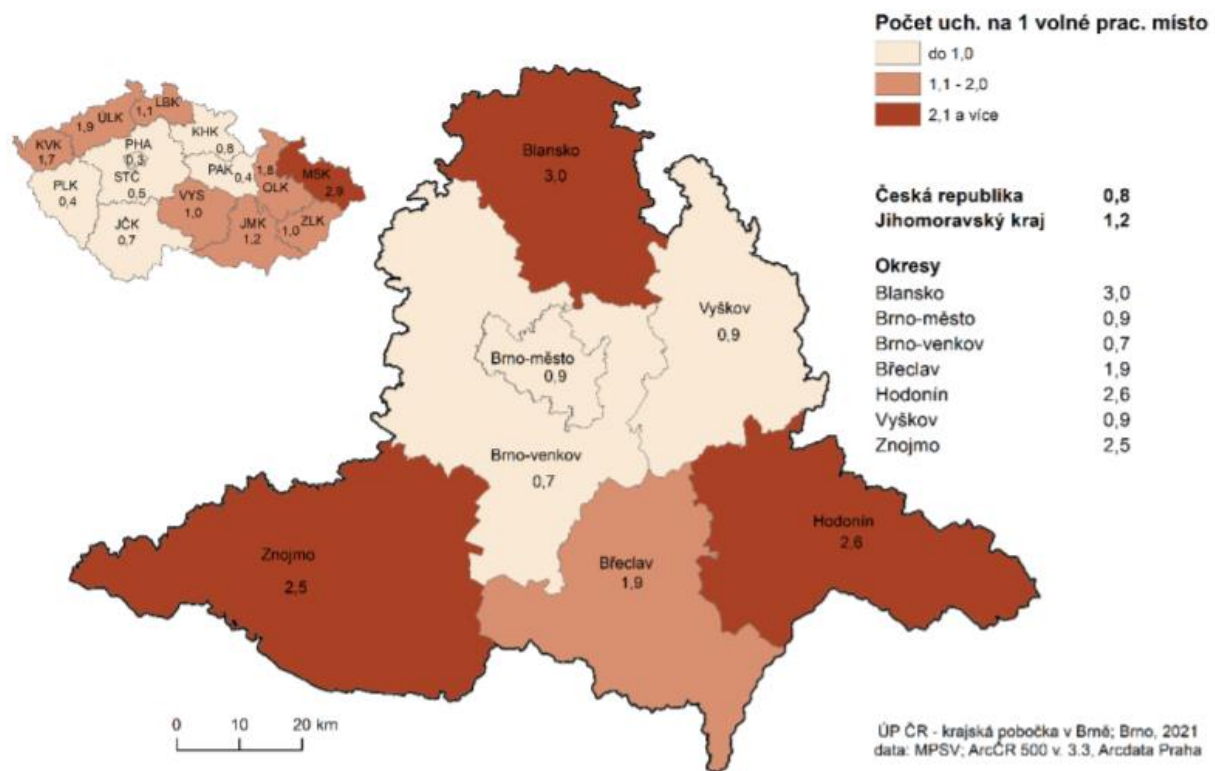 Počet uch. na 1 volné prac. místo
do 1,0
1,1 - 2,0
2,1 a více
LBK
1,1
ÚLK
1,9
KVK
1,7
KHK
0,8
PHA
0,3
STČ
0,5
PAK
0,4
PLK
0,4
VYS
1,0
JČK
0,7
1,8
OLK
MSK
2,9
JMK
1,2
ZLK
1,0
Blansko
3,0
Vyškov
0,9
Brno-město
0,9
Brno-venkov
0,7
Znojmo
2,5
Břeclav
1,9
Hodonín
2,6
Česká republika 0,8
Jihomoravský kraj 1,2
Okresy
Blansko 3,0
Brno-město 0,9
Brno-venkov 0,7
Břeclav 1,9
Hodonín 2,6
Vyškov 0,9
Znojmo 2,5
0 10 20 km
ÚP ČR - krajská pobočka v Brně; Brno, 2021
data: MPSV; ArcČR 500 v. 3.3, Arcdata Praha